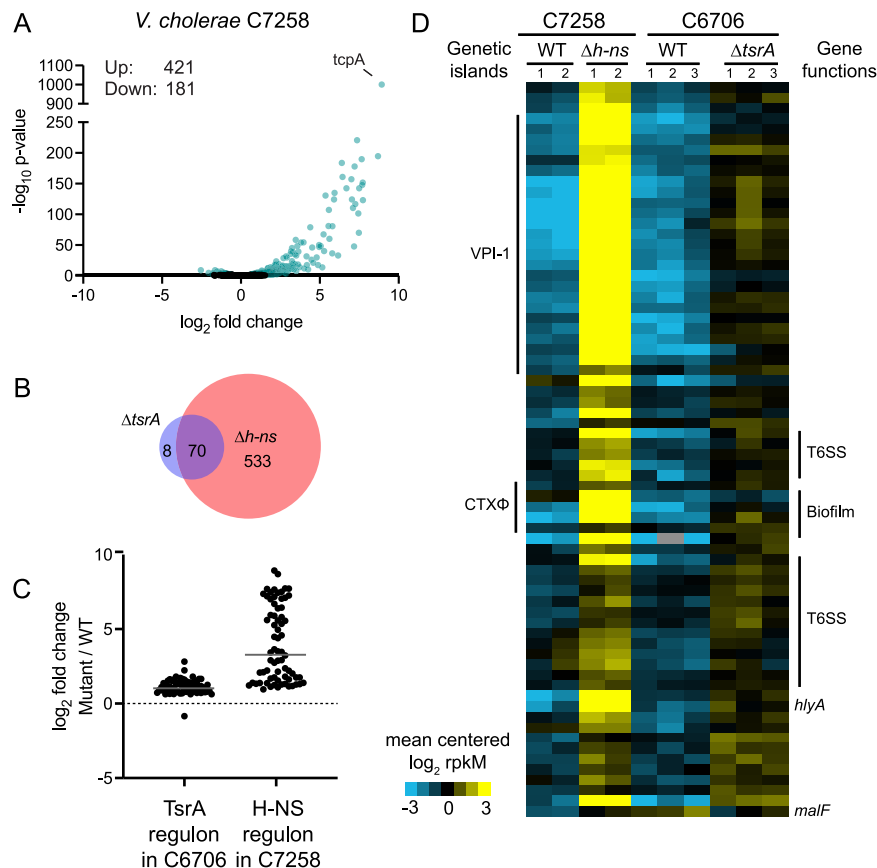 A
V. cholerae C7258
Up: 421
Down: 181
tcpA
1100
1000
900
250
200
150
100
50
0
-log10 p-value
-10
-5
0
5
10
log2 fold change
B
ΔtsrA
Δh-ns
8
70
533
C
10
5
0
-5
log2 fold change
Mutant / WT
TsrA
regulon
in C6706
H-NS
regulon
in C7258
D
C7258
C6706
Genetic
islands
WT
Δh-ns
WT
ΔtsrA
Gene
functions
1 2 1 2 1 2 3 1 2 3
VPI-1
T6SS
CTXΦ
Biofilm
T6SS
hlyA
malF
mean centered
log2 rpkM
-3 0 3